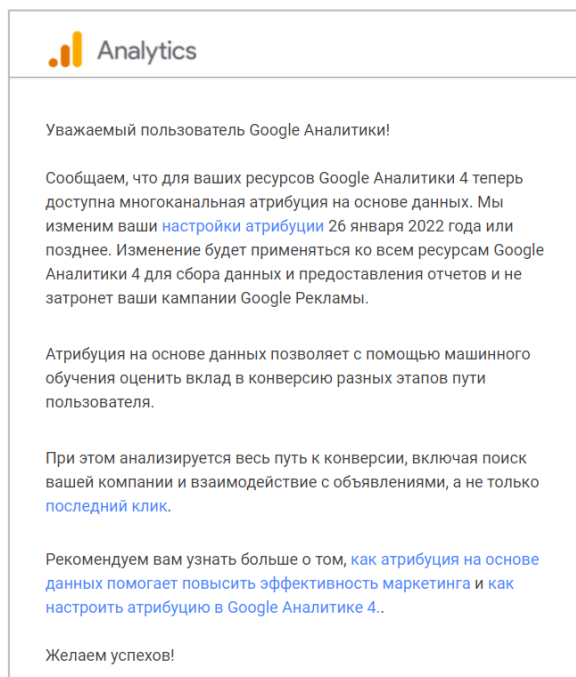 Analytics
Уважаемый пользователь Google Аналитики!
Сообщаем, что для ваших ресурсов Google Аналитики 4 теперь
доступна многоканальная атрибуция на основе данных. Мы
изменим ваши настройки атрибуции 26 января 2022 года или
позднее. Изменение будет применяться ко всем ресурсам Google
Аналитики 4 для сбора данных и предоставления отчетов и не
затронет ваши кампании Google Рекламы.
Атрибуция на основе данных позволяет с помощью машинного
обучения оценить вклад в конверсию разных этапов пути
пользователя.
При этом анализируется весь путь к конверсии, включая поиск
вашей компании и взаимодействие с объявлениями, а не только
последний клик.
Рекомендуем вам узнать больше о том, как атрибуция на основе
данных помогает повысить эффективность маркетинга и как
настроить атрибуцию в Google Аналитике 4..
Желаем успехов!